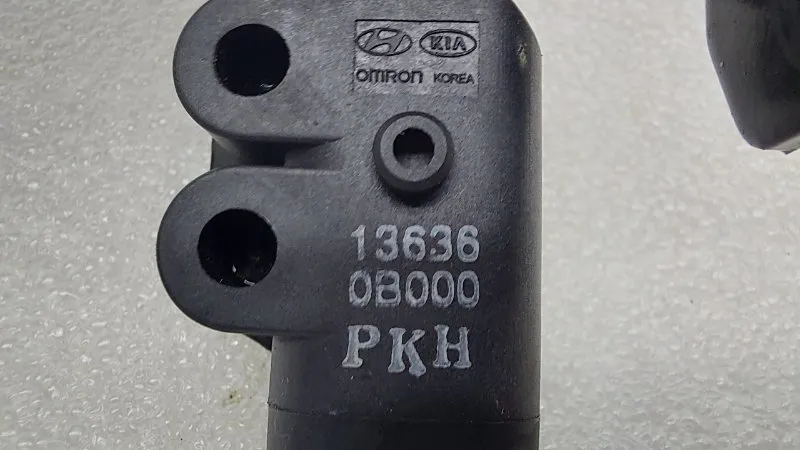 KIA
OMRON KOREA
13636
0B000
PKH